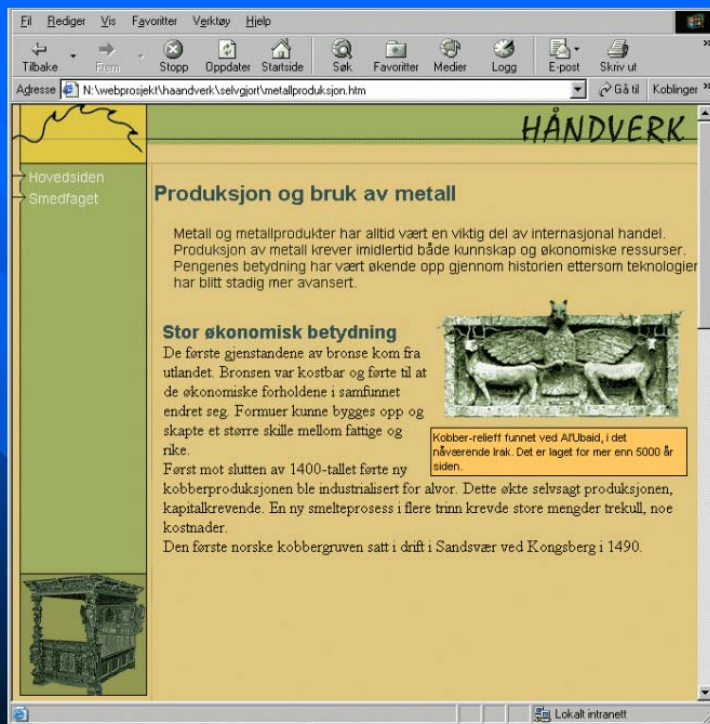 Fil Rediger Vis Favoritter Verktøy Hjelp
Tilbake Frem Stopp Oppdater Startside Søk Favoritter Medier Logg E-post Skriv ut
Adresse N:\webprosjekt\haandverk\selvgjort\metallproduksjon.htm Gå til Koblinger
HÅNDVERK
Hovedsiden
Smedfaget
Produksjon og bruk av metall
Metall og metallprodukter har alltid vært en viktig del av internasjonal handel.
Produksjon av metall krever imidlertid både kunnskap og økonomiske ressurser.
Pengenes betydning har vært økende opp gjennom historien ettersom teknologier
har blitt stadig mer avansert.
Stor økonomisk betydning
De første gjenstandene av bronse kom fra
utlandet. Bronsen var kostbar og førte til at
de økonomiske forholdene i samfunnet
endret seg. Formuer kunne bygges opp og
skapte et større skille mellom fattige og
rike.
Kobber-relieff funnet ved Al'Ubaid, i det
nåværende Irak. Det er laget for mer enn 5000 år
siden.
Først mot slutten av 1400-tallet førte ny
kobberproduksjonen ble industrialisert for alvor. Dette økte selvsagt produksjonen,
kapitalkrevende. En ny smelteprosess i flere trinn krevde store mengder trekull, noe
kostnader.
Den første norske kobbergruven satt i drift i Sandsvær ved Kongsberg i 1490.
Lokalt intranett